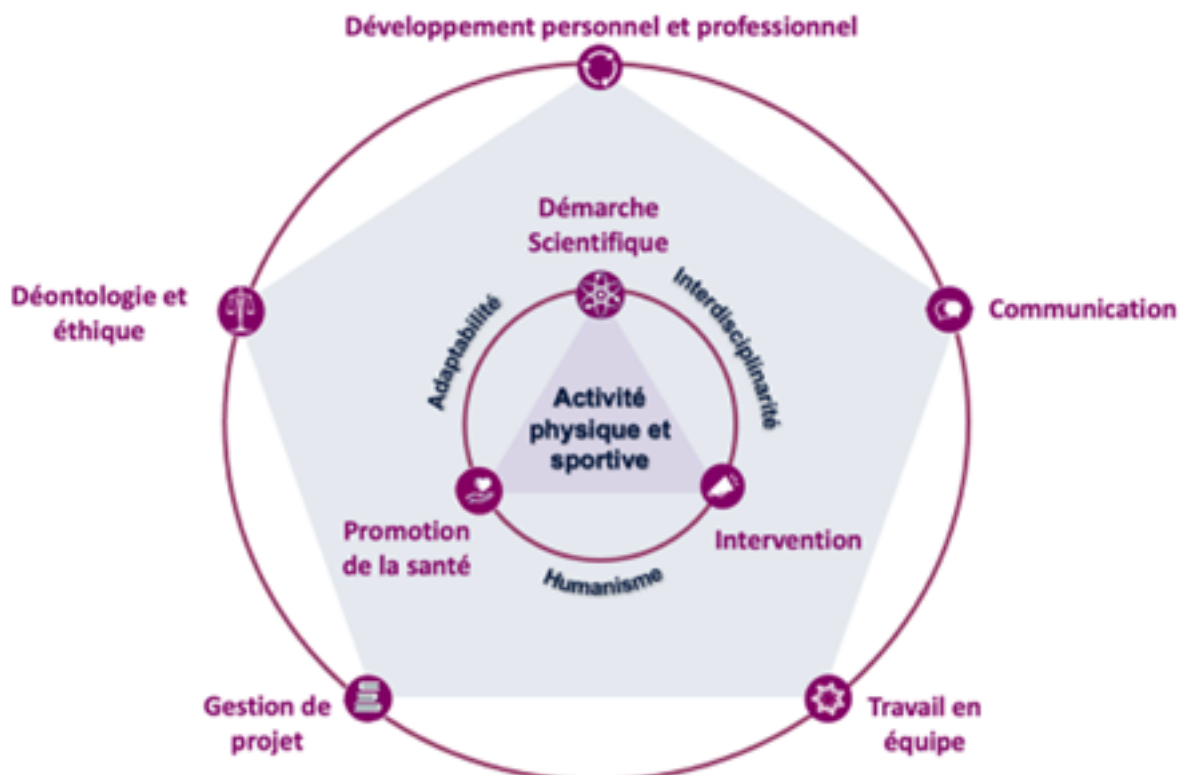 Développement personnel et professionnel
Démarche
Scientifique
Interdisciplinarité
Adaptabilité
Déontologie et
éthique
Communication
Activité
physique et
sportive
Promotion
de la santé
Intervention
Humanisme
Gestion de
projet
Travail en
équipe